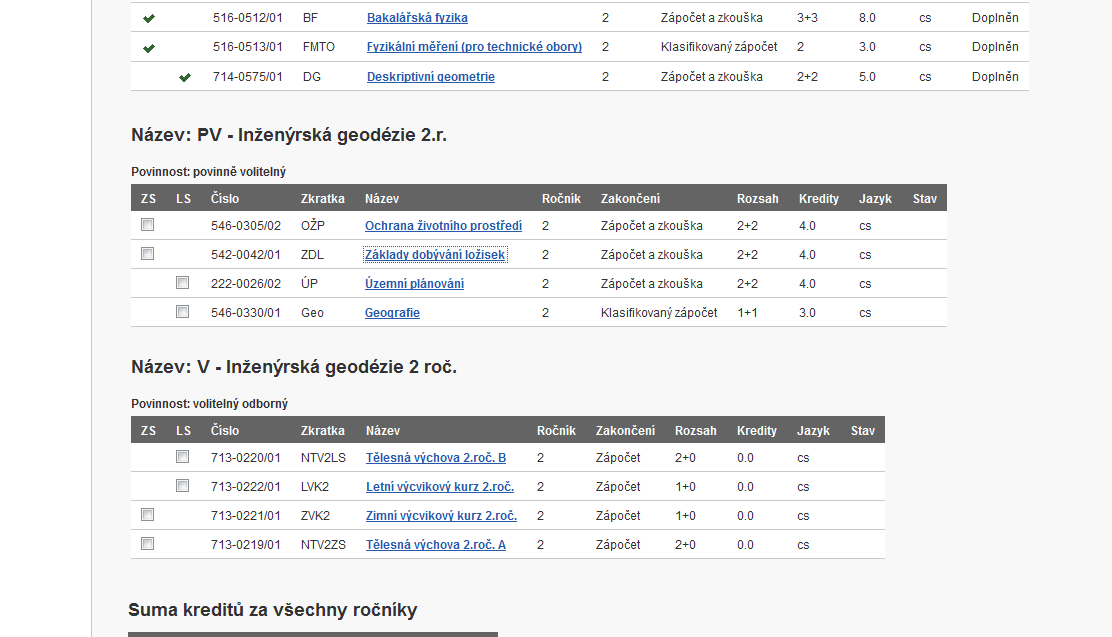 516-0512/01 BF Bakalářská fyzika 2 Zápočet a zkouška 3+3 8.0 cs Doplněn
516-0513/01 FMTO Fyzikální měření (pro technické obory) 2 Klasifikovaný zápočet 2 3.0 cs Doplněn
714-0575/01 DG Deskriptivní geometrie 2 Zápočet a zkouška 2+2 5.0 cs Doplněn
Název: PV - Inženýrská geodézie 2.r.
Povinnost: povinně volitelný
ZS LS Číslo Zkratka Název Ročník Zakončení Rozsah Kredity Jazyk Stav
546-0305/02 OŽP Ochrana životního prostředí 2 Zápočet a zkouška 2+2 4.0 cs
542-0042/01 ZDL Základy dobývání ložisek 2 Zápočet a zkouška 2+2 4.0 cs
222-0026/02 ÚP Územní plánování 2 Zápočet a zkouška 2+2 4.0 cs
546-0330/01 Geo Geografie 2 Klasifikovaný zápočet 1+1 3.0 cs
Název: V - Inženýrská geodézie 2 roč.
Povinnost: volitelný odborný
ZS LS Číslo Zkratka Název Ročník Zakončení Rozsah Kredity Jazyk Stav
713-0220/01 NTV2LS Tělesná výchova 2.roč. B 2 Zápočet 2+0 0.0 cs
713-0222/01 LVK2 Letní výcvikový kurz 2.roč. 2 Zápočet 1+0 0.0 cs
713-0221/01 ZVK2 Zimní výcvikový kurz 2.roč. 2 Zápočet 1+0 0.0 cs
713-0219/01 NTV2ZS Tělesná výchova 2.roč. A 2 Zápočet 2+0 0.0 cs
Suma kreditů za všechny ročníky